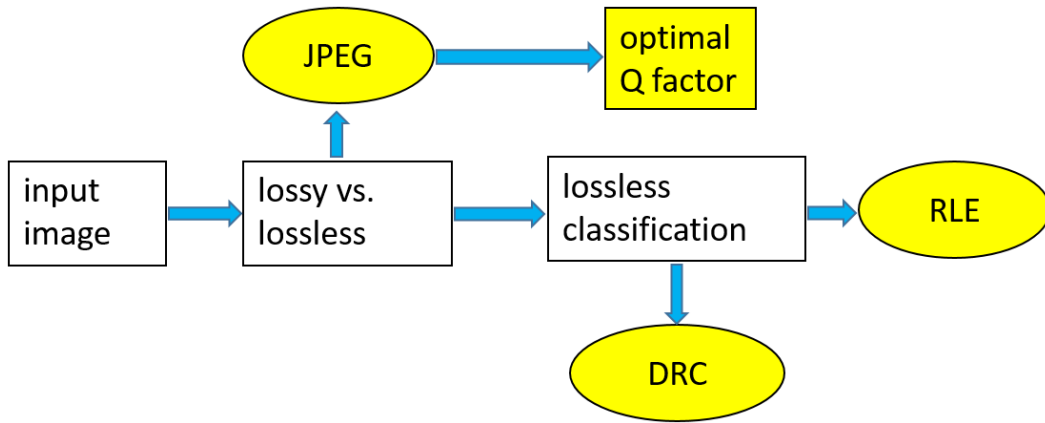 JPEG
optimal
Q factor
input
image
lossy vs.
lossless
lossless
classification
RLE
DRC